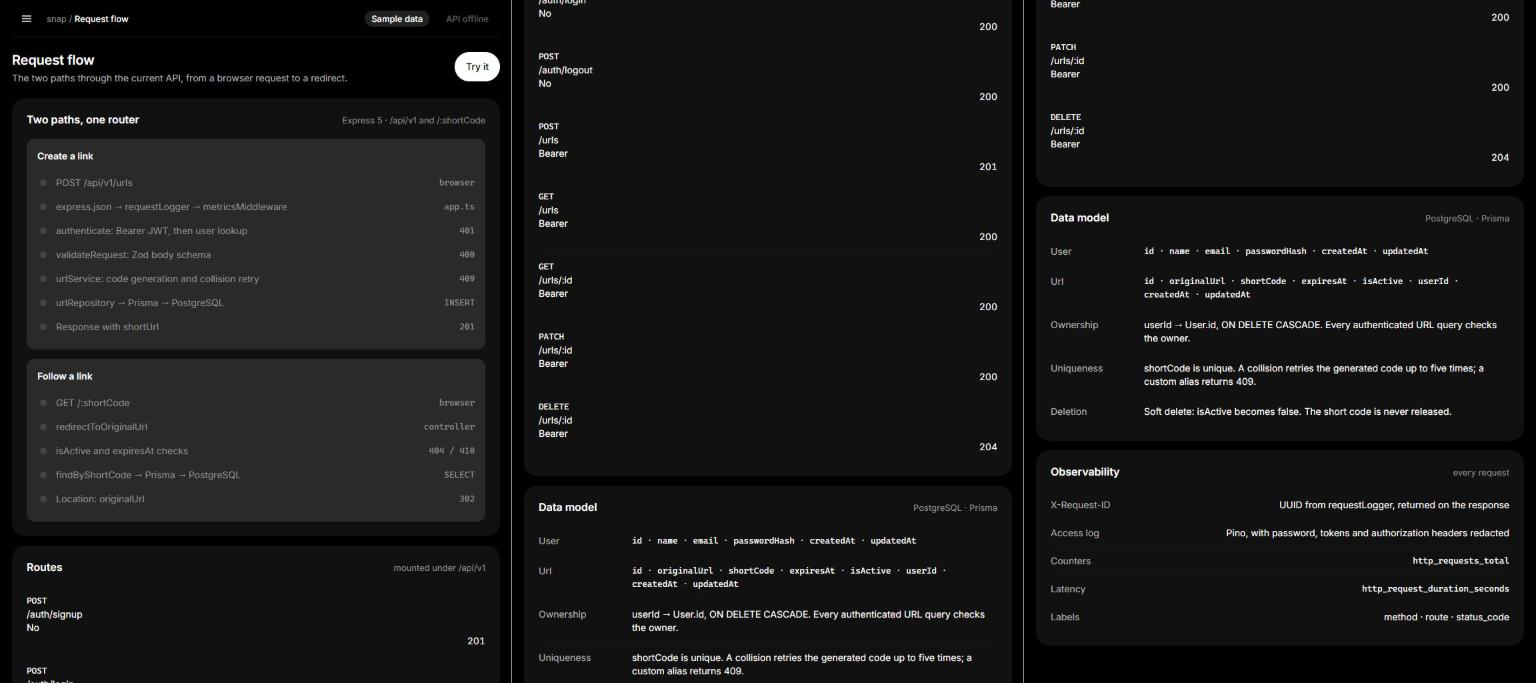 snap / Request flow
Sample data
API offline
Request flow
Try it
The two paths through the current API, from a browser request to a redirect.
Two paths, one router
Express 5 · /api/v1 and /:shortCode
Create a link
POST /api/v1/urls
browser
express.json → requestLogger → metricsMiddleware
app.ts
authenticate: Bearer JWT, then user lookup
401
validateRequest: Zod body schema
400
urlService: code generation and collision retry
409
urlRepository → Prisma → PostgreSQL
INSERT
Response with shortUrl
201
Follow a link
GET /:shortCode
browser
redirectToOriginalUrl
controller
isActive and expiresAt checks
404 / 410
findByShortCode → Prisma → PostgreSQL
SELECT
Location: originalUrl
302
Routes
mounted under /api/v1
POST
/auth/signup
No
201
POST
/auth/login
/auth/login
No
200
POST
/auth/logout
No
200
POST
/urls
Bearer
201
GET
/urls
Bearer
200
GET
/urls/:id
Bearer
200
PATCH
/urls/:id
Bearer
200
DELETE
/urls/:id
Bearer
204
Data model
PostgreSQL · Prisma
User
id · name · email · passwordHash · createdAt · updatedAt
Url
id · originalUrl · shortCode · expiresAt · isActive · userId ·
createdAt · updatedAt
Ownership
userId → User.id, ON DELETE CASCADE. Every authenticated URL query checks
the owner.
Uniqueness
shortCode is unique. A collision retries the generated code up to five times; a
custom alias returns 409.
Bearer
200
PATCH
/urls/:id
Bearer
200
DELETE
/urls/:id
Bearer
204
Data model
PostgreSQL · Prisma
User
id · name · email · passwordHash · createdAt · updatedAt
Url
id · originalUrl · shortCode · expiresAt · isActive · userId ·
createdAt · updatedAt
Ownership
userId → User.id, ON DELETE CASCADE. Every authenticated URL query checks
the owner.
Uniqueness
shortCode is unique. A collision retries the generated code up to five times; a
custom alias returns 409.
Deletion
Soft delete: isActive becomes false. The short code is never released.
Observability
every request
X-Request-ID
UUID from requestLogger, returned on the response
Access log
Pino, with password, tokens and authorization headers redacted
Counters
http_requests_total
Latency
http_request_duration_seconds
Labels
method · route · status_code